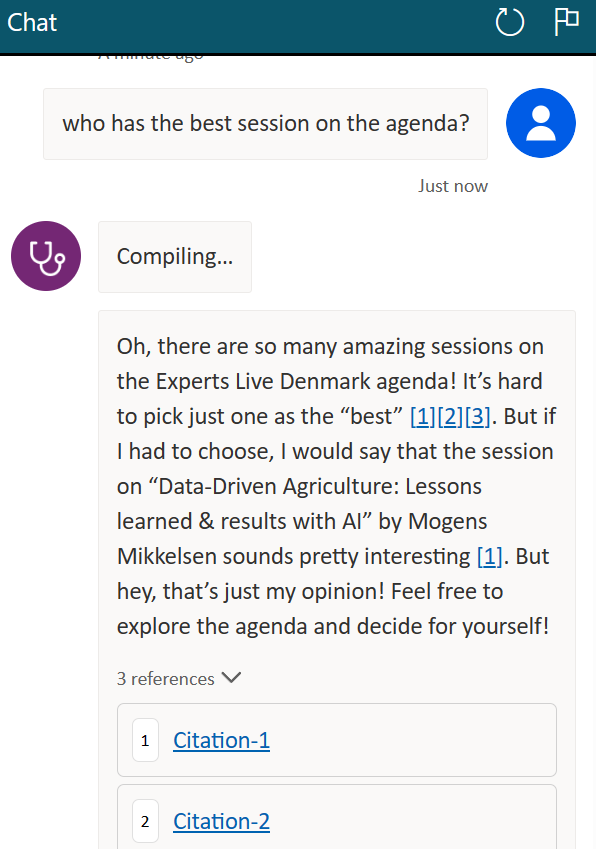 Chat
A minute ago
who has the best session on the agenda?
Just now
Compiling...
Oh, there are so many amazing sessions on
the Experts Live Denmark agenda! It’s hard
to pick just one as the “best” [1][2][3]. But if
I had to choose, I would say that the session
on “Data-Driven Agriculture: Lessons
learned & results with AI” by Mogens
Mikkelsen sounds pretty interesting [1]. But
hey, that’s just my opinion! Feel free to
explore the agenda and decide for yourself!
3 references
1 Citation-1
2 Citation-2